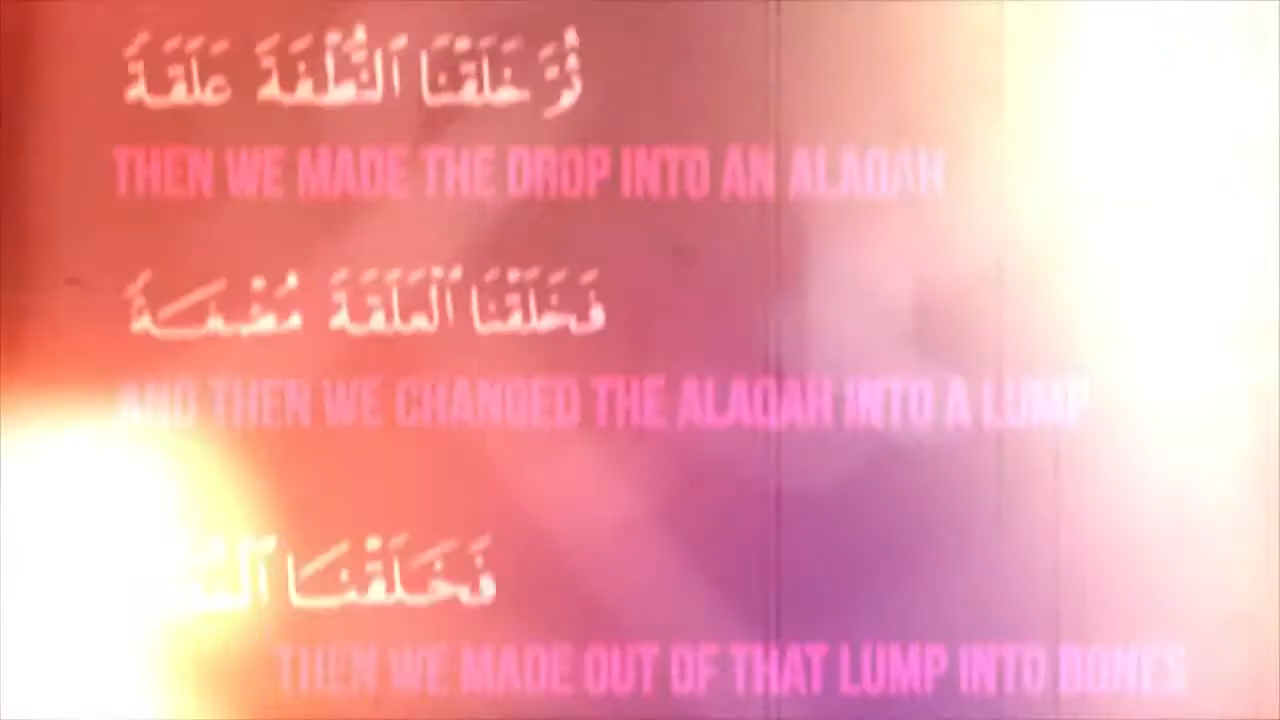 ثُمَّ خَلَقْنَا ٱلنُّطْفَةَ عَلَقَةً
THEN WE MADE THE DROP INTO AN ALAQAH
فَخَلَقْنَا ٱلْعَلَقَةَ مُضْغَةً
AND THEN WE CHANGED THE ALAQAH INTO A LUMP
فَخَلَقْنَا
THEN WE MADE OUT OF THAT LUMP INTO BONES